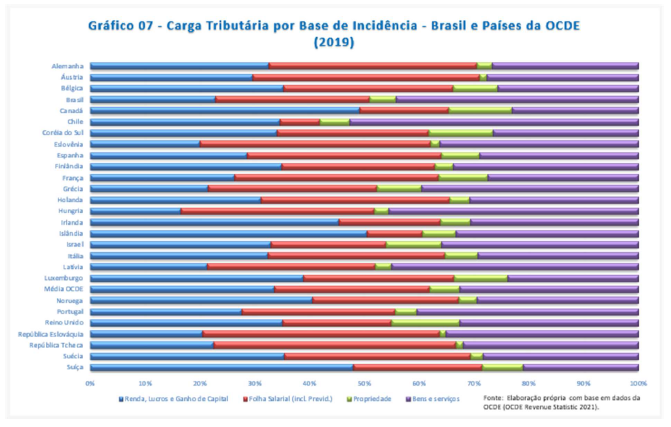 Gráfico 07 - Carga Tributária por Base de Incidência - Brasil e Países da OCDE
(2019)
Alemanha
Áustria
Bélgica
Brasil
Canadá
Chile
Coréia do Sul
Eslovênia
Espanha
Finlândia
França
Grécia
Holanda
Hungria
Irlanda
Islândia
Israel
Itália
Latívia
Luxemburgo
Média OCDE
Noruega
Portugal
Reino Unido
República Eslováquia
República Tcheca
Suécia
Suíça
0% 10% 20% 30% 40% 50% 60% 70% 80% 90% 100%
Renda, Lucros e Ganho de Capital Folha Salarial (incl. Previd.) Propriedade Bens e serviços
Fonte: Elaboração própria com base em dados da
OCDE (OCDE Revenue Statistic 2021).